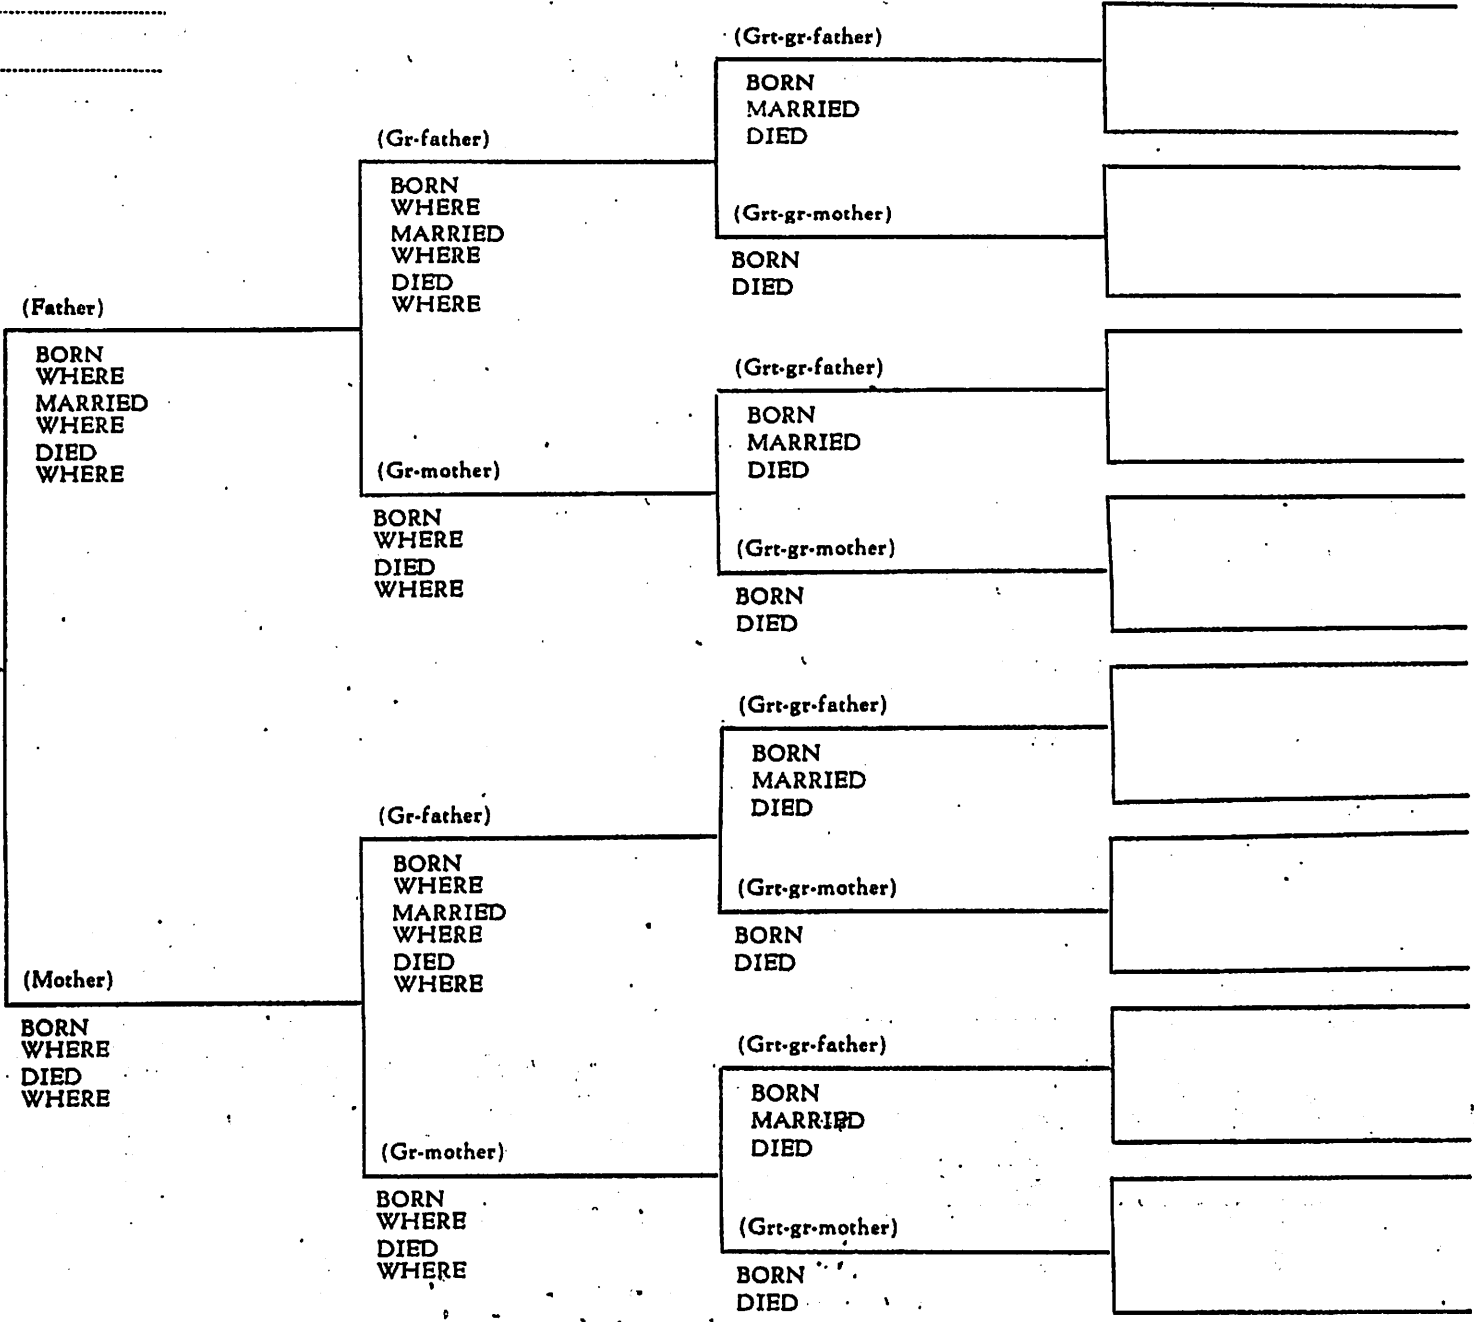 (Father)
BORN
WHERE
MARRIED
WHERE
DIED
WHERE
(Mother)
BORN
WHERE
DIED
WHERE
(Gr-father)
BORN
WHERE
MARRIED
WHERE
DIED
WHERE
(Gr-mother)
BORN
WHERE
DIED
WHERE
(Gr-father)
BORN
WHERE
MARRIED
WHERE
DIED
WHERE
(Gr-mother)
BORN
WHERE
DIED
WHERE
(Grt-gr-father)
BORN
MARRIED
DIED
(Grt-gr-mother)
BORN
DIED
(Grt-gr-father)
BORN
MARRIED
DIED
(Grt-gr-mother)
BORN
DIED
(Grt-gr-father)
BORN
MARRIED
DIED
(Grt-gr-mother)
BORN
DIED
(Grt-gr-father)
BORN
MARRIED
DIED
(Grt-gr-mother)
BORN
DIED